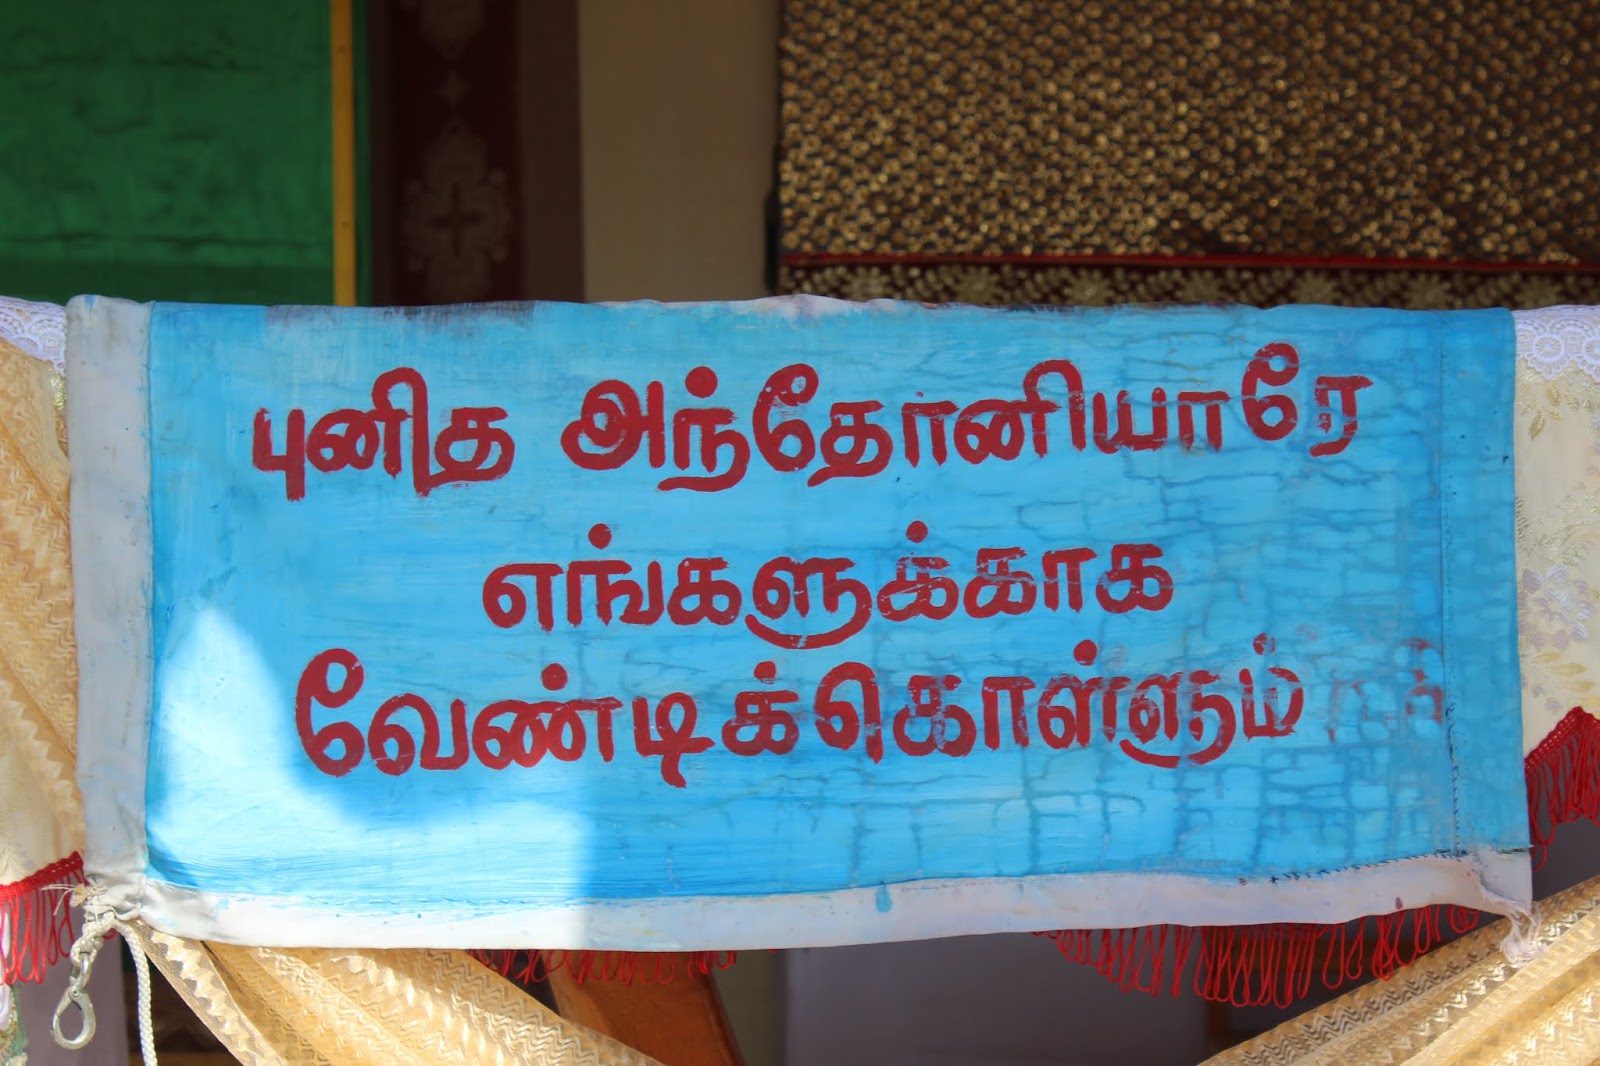 புனித அந்தோனியாரே
எங்களுக்காக
வேண்டிக்கொள்ளும்